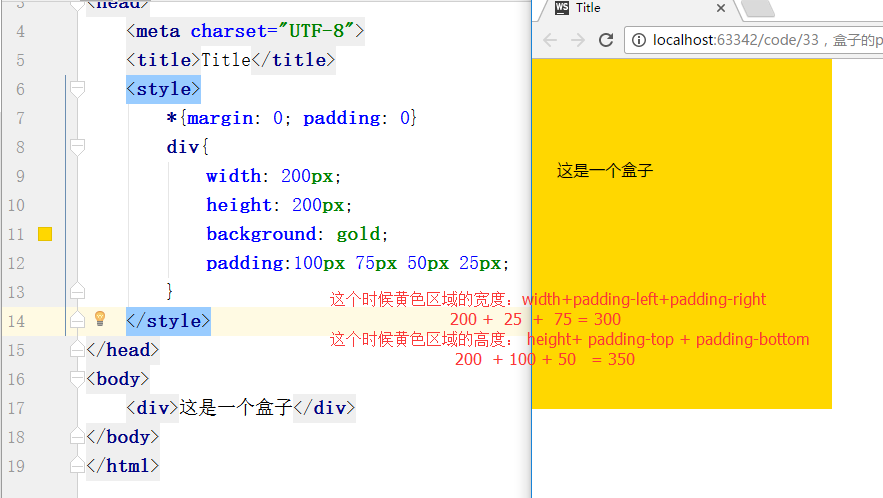 3 <head>
4 <meta charset="UTF-8">
5 <title>Title</title>
6 <style>
7 *{margin: 0; padding: 0}
8 div{
9 width: 200px;
10 height: 200px;
11 background: gold;
12 padding:100px 75px 50px 25px;
13 }
14 </style>
15 </head>
16 <body>
17 <div>这是一个盒子</div>
18 </body>
19 </html>
WS Title
localhost:63342/code/33，盒子的p
这是一个盒子
这个时候黄色区域的宽度：width+padding-left+padding-right
200 + 25 + 75 = 300
这个时候黄色区域的高度： height+ padding-top + padding-bottom
200 + 100 + 50 = 350